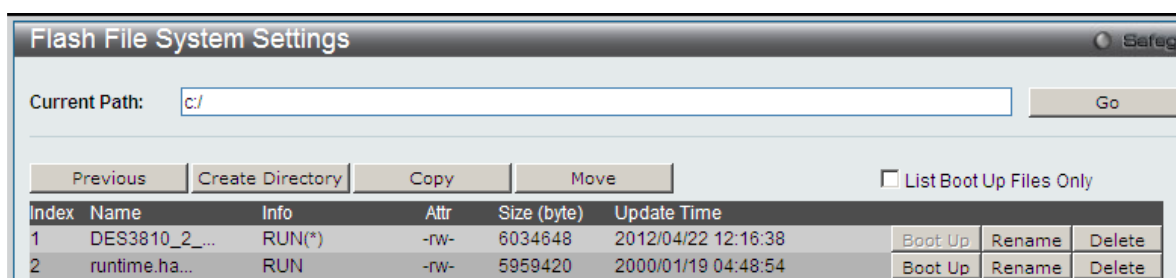 Flash File System Settings
Current Path: c:/ Go
Previous Create Directory Copy Move List Boot Up Files Only
Index Name Info Attr Size (byte) Update Time
1 DES3810_2_... RUN(*) -rw- 6034648 2012/04/22 12:16:38 Boot Up Rename Delete
2 runtime.ha... RUN -rw- 5959420 2000/01/19 04:48:54 Boot Up Rename Delete